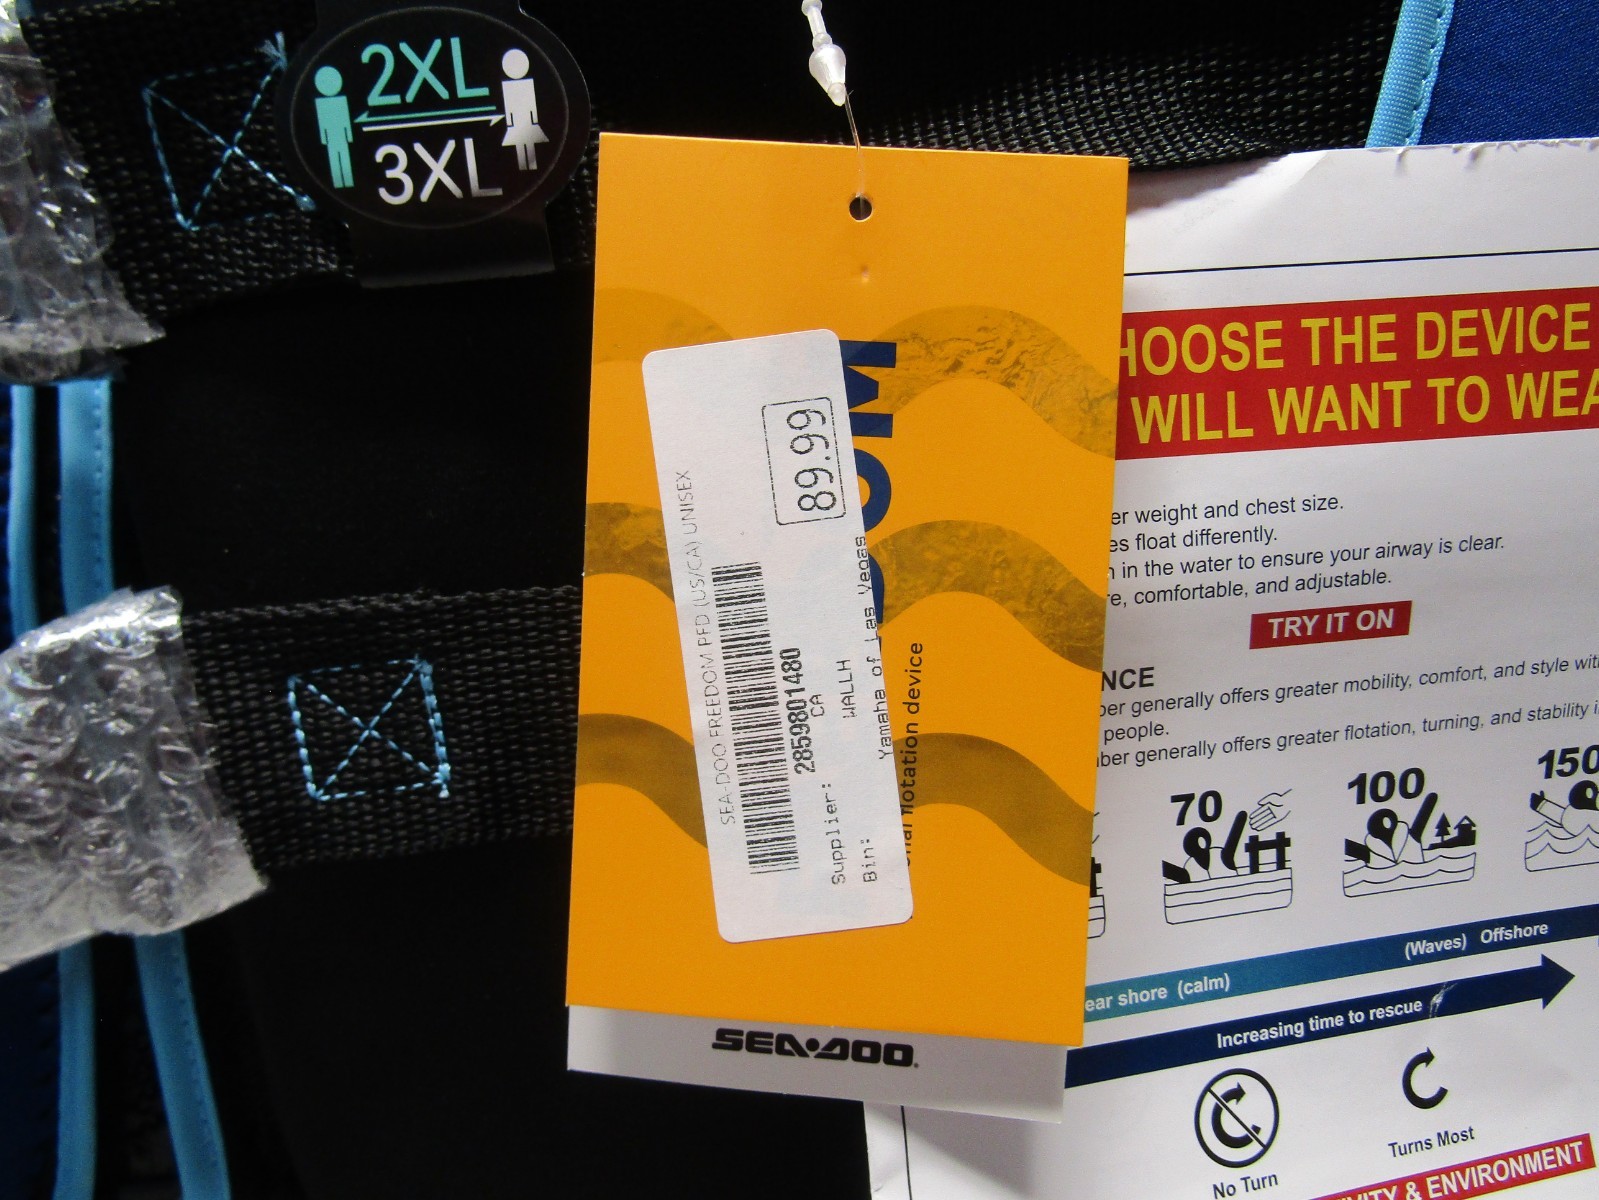 2XL
3XL
OM
SEA-DOO FREEDOM PFD (US/CA) UNISEX
89.99
2859801480
Supplier: CA
Bin: WALLH
Yamaha of Las Vegas
flotation device
SEA-DOO
HOOSE THE DEVICE
WILL WANT TO WEA
er weight and chest size.
es float differently.
in the water to ensure your airway is clear.
re, comfortable, and adjustable.
TRY IT ON
NCE
ber generally offers greater mobility, comfort, and style wit
people.
ber generally offers greater flotation, turning, and stability i
70
100
150
ear shore (calm)
(Waves) Offshore
Increasing time to rescue
No Turn
Turns Most
IVITY & ENVIRONMENT